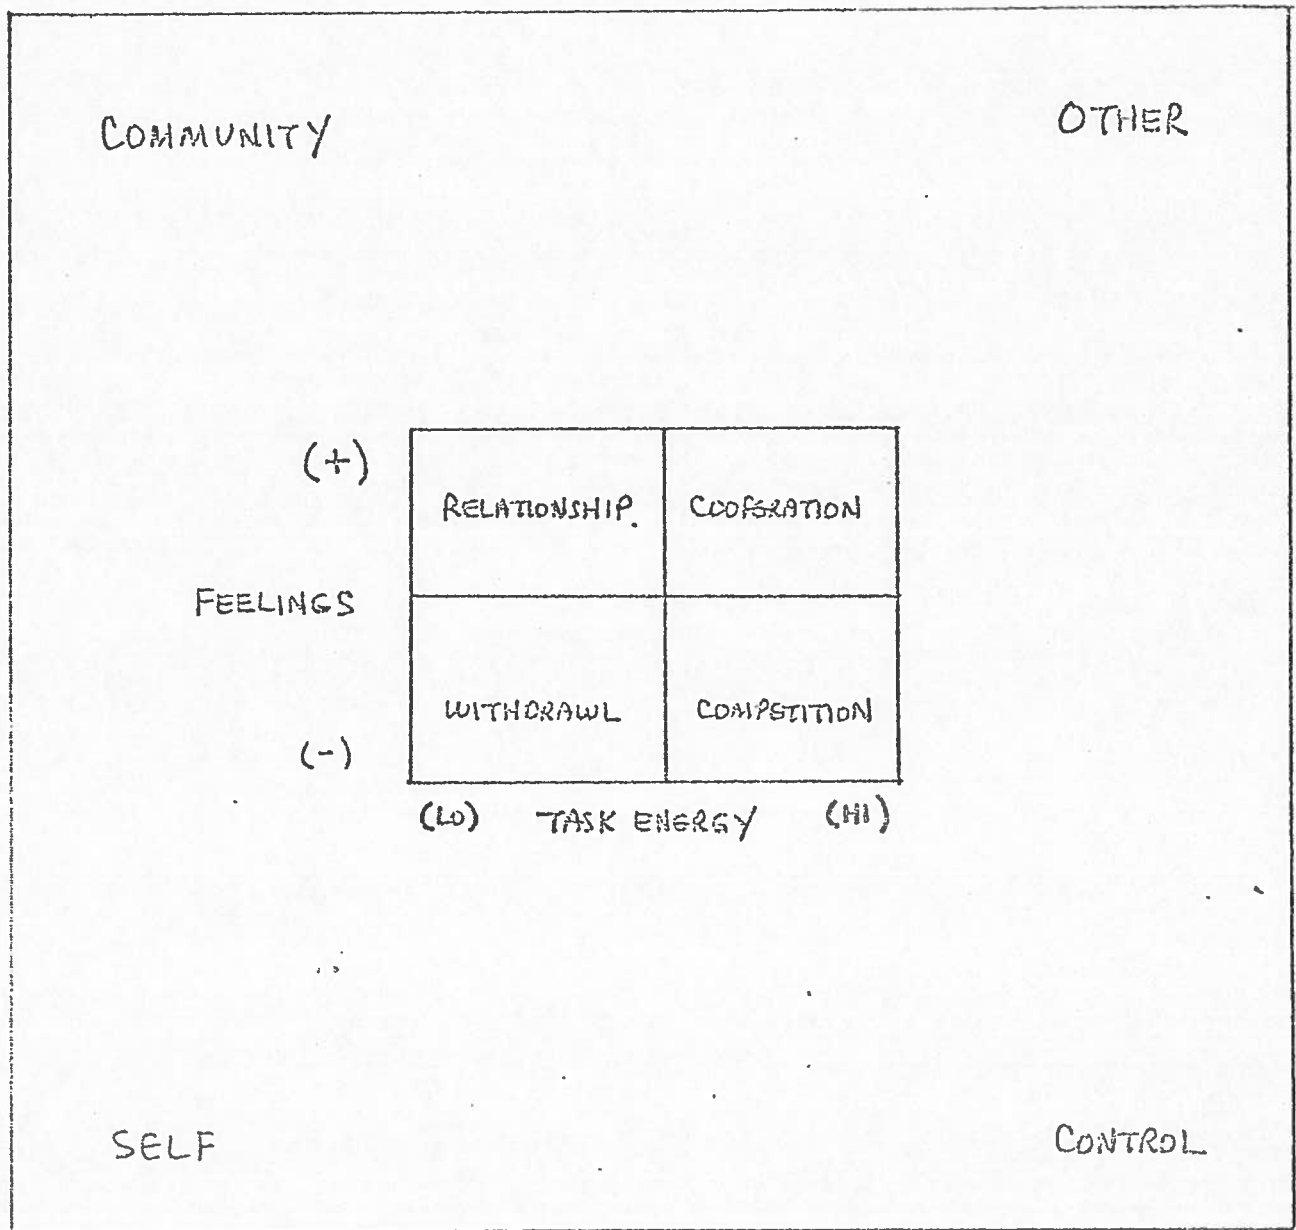 COMMUNITY OTHER
(+)
RELATIONSHIP. COOPERATION
FEELINGS
WITHDRAWL COMPETITION
(-)
(LO) TASK ENERGY (HI)
SELF CONTROL